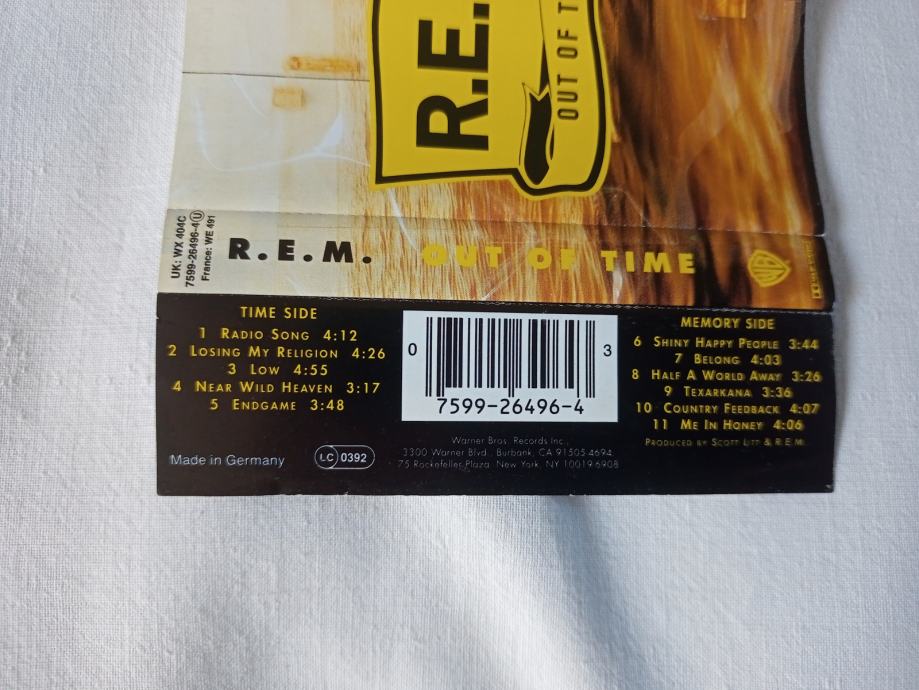 R.E.
OUT OF T
UK: WX 404C
7599-26496-4 Ⓤ
France: WE 491
R.E.M. OUT OF TIME
WB
TIME SIDE
1 RADIO SONG 4:12
2 LOSING MY RELIGION 4:26
3 LOW 4:55
4 NEAR WILD HEAVEN 3:17
5 ENDGAME 3:48
Made in Germany
LC 0392
0 3
7599-26496-4
Warner Bros. Records Inc.,
3300 Warner Blvd., Burbank, CA 91505-4694
75 Rockefeller Plaza New York, NY 10019-6908
MEMORY SIDE
6 SHINY HAPPY PEOPLE 3:44
7 BELONG 4:03
8 HALF A WORLD AWAY 3:26
9 TEXARKANA 3:36
10 COUNTRY FEEDBACK 4:07
11 ME IN HONEY 4:06
PRODUCED BY SCOTT LITT & R.E.M.